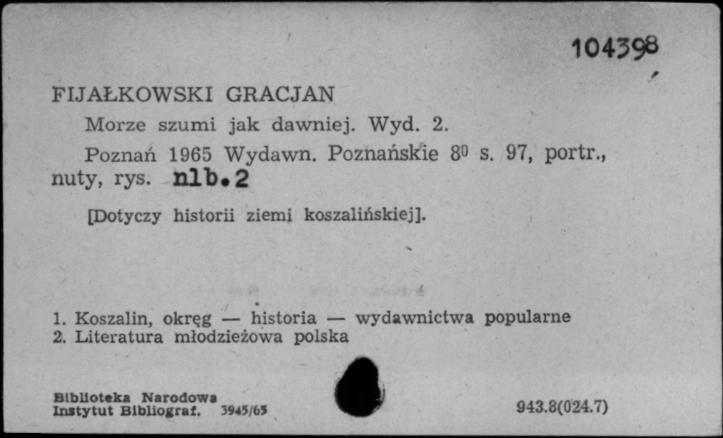 104398
FIJAŁKOWSKI GRACJAN
Morze szumi jak dawniej. Wyd. 2.
Poznań 1965 Wydawn. Poznańskie 8⁰ s. 97, portr.,
nuty, rys. nlb.2
[Dotyczy historii ziemi koszalińskiej].
1. Koszalin, okręg — historia — wydawnictwa popularne
2. Literatura młodzieżowa polska
Biblioteka Narodowa
Instytut Bibliograf. 3945/65
943.8(024.7)